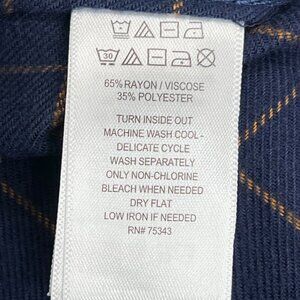 30
65% RAYON / VISCOSE
35% POLYESTER
TURN INSIDE OUT
MACHINE WASH COOL -
DELICATE CYCLE
WASH SEPARATELY
ONLY NON-CHLORINE
BLEACH WHEN NEEDED
DRY FLAT
LOW IRON IF NEEDED
RN# 75343